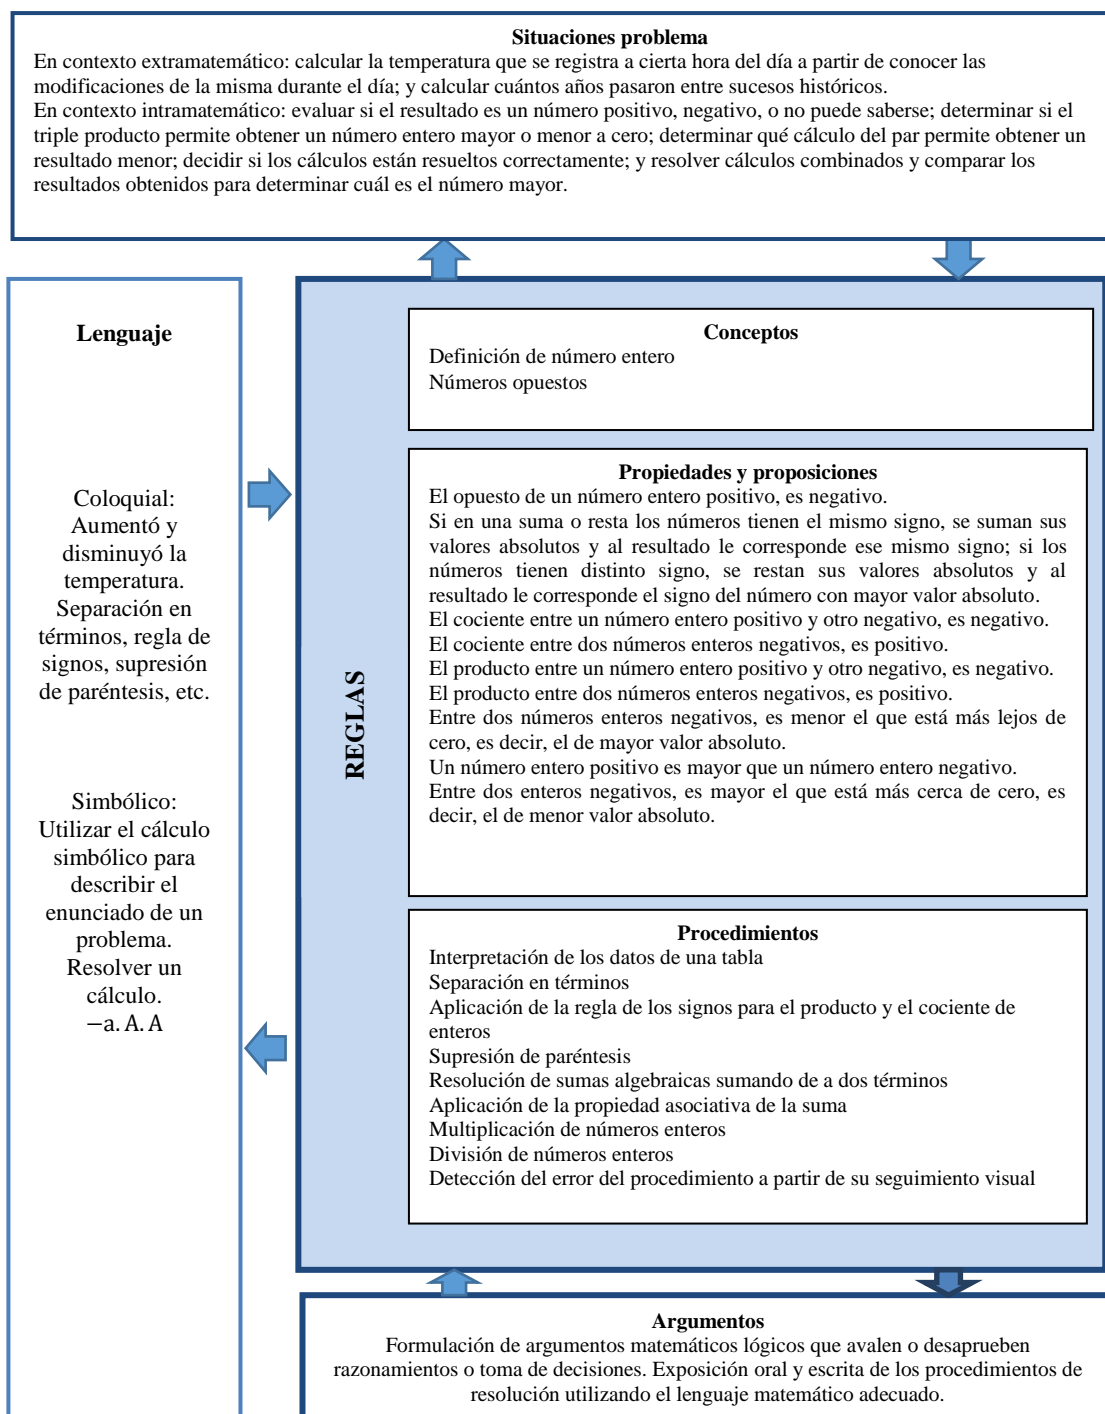 Situaciones problema
En contexto extramatemático: calcular la temperatura que se registra a cierta hora del día a partir de conocer las
modificaciones de la misma durante el día; y calcular cuántos años pasaron entre sucesos históricos.
En contexto intramatemático: evaluar si el resultado es un número positivo, negativo, o no puede saberse; determinar si el
triple producto permite obtener un número entero mayor o menor a cero; determinar qué cálculo del par permite obtener un
resultado menor; decidir si los cálculos están resueltos correctamente; y resolver cálculos combinados y comparar los
resultados obtenidos para determinar cuál es el número mayor.
Lenguaje
Coloquial:
Aumentó y
disminuyó la
temperatura.
Separación en
términos, regla de
signos, supresión
de paréntesis, etc.
Simbólico:
Utilizar el cálculo
simbólico para
describir el
enunciado de un
problema.
Resolver un
cálculo.
−a. A. A
REGLAS
Conceptos
Definición de número entero
Números opuestos
Propiedades y proposiciones
El opuesto de un número entero positivo, es negativo.
Si en una suma o resta los números tienen el mismo signo, se suman sus
valores absolutos y al resultado le corresponde ese mismo signo; si los
números tienen distinto signo, se restan sus valores absolutos y al
resultado le corresponde el signo del número con mayor valor absoluto.
El cociente entre un número entero positivo y otro negativo, es negativo.
El cociente entre dos números enteros negativos, es positivo.
El producto entre un número entero positivo y otro negativo, es negativo.
El producto entre dos números enteros negativos, es positivo.
Entre dos números enteros negativos, es menor el que está más lejos de
cero, es decir, el de mayor valor absoluto.
Un número entero positivo es mayor que un número entero negativo.
Entre dos enteros negativos, es mayor el que está más cerca de cero, es
decir, el de menor valor absoluto.
Procedimientos
Interpretación de los datos de una tabla
Separación en términos
Aplicación de la regla de los signos para el producto y el cociente de
enteros
Supresión de paréntesis
Resolución de sumas algebraicas sumando de a dos términos
Aplicación de la propiedad asociativa de la suma
Multiplicación de números enteros
División de números enteros
Detección del error del procedimiento a partir de su seguimiento visual
Argumentos
Formulación de argumentos matemáticos lógicos que avalen o desaprueben
razonamientos o toma de decisiones. Exposición oral y escrita de los procedimientos de
resolución utilizando el lenguaje matemático adecuado.